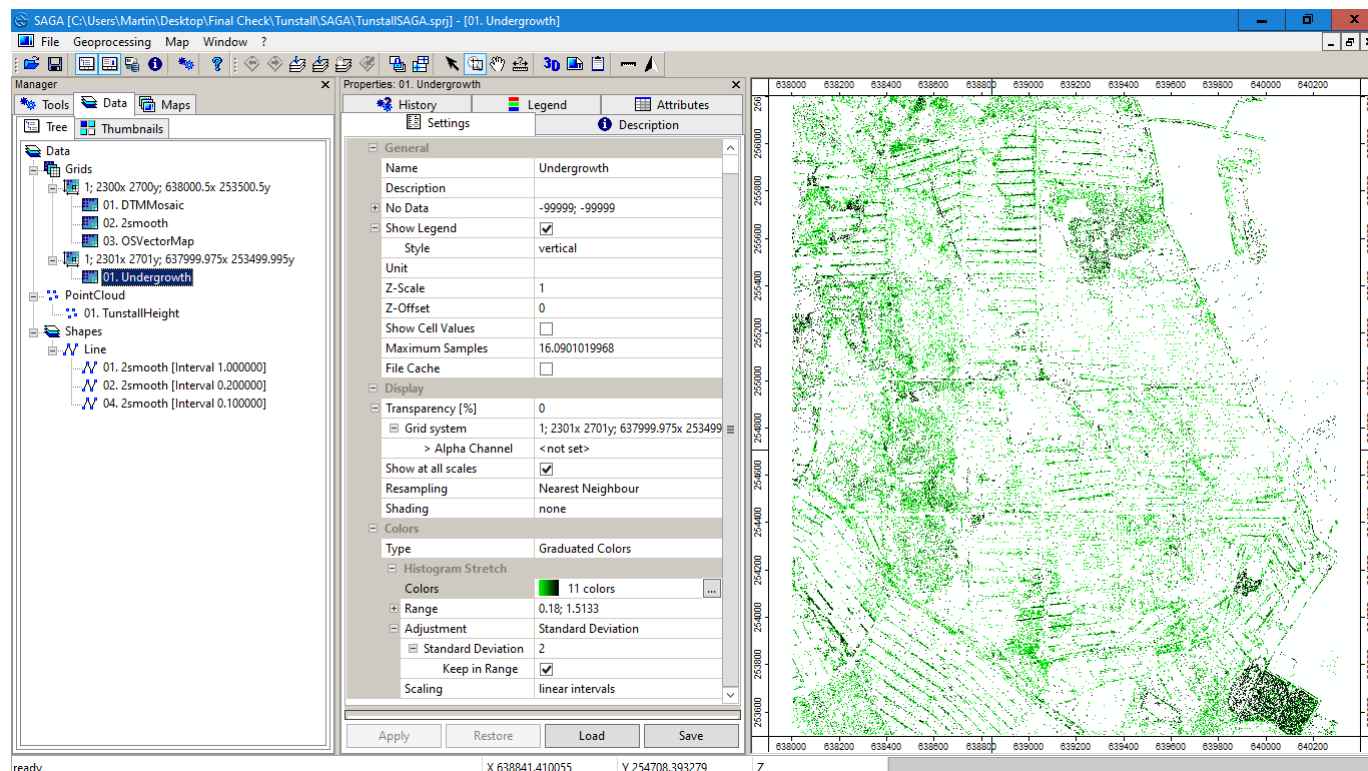 SAGA [C:\Users\Martin\Desktop\Final Check\Tunstall\SAGA\TunstallSAGA.sprj] - [01. Undergrowth]
File Geoprocessing Map Window ?
3D
Manager
Tools Data Maps
Tree Thumbnails
Data
Grids
1; 2300x 2700y; 638000.5x 253500.5y
01. DTMMosaic
02. 2smooth
03. OSVectorMap
1; 2301x 2701y; 637999.975x 253499.995y
01. Undergrowth
PointCloud
01. TunstallHeight
Shapes
Line
01. 2smooth [Interval 1.000000]
02. 2smooth [Interval 0.200000]
04. 2smooth [Interval 0.100000]
Properties: 01. Undergrowth
History Legend Attributes
Settings Description
General
Name Undergrowth
Description
No Data -99999; -99999
Show Legend
Style vertical
Unit
Z-Scale 1
Z-Offset 0
Show Cell Values
Maximum Samples 16.0901019968
File Cache
Display
Transparency [%] 0
Grid system 1; 2301x 2701y; 637999.975x 253499
> Alpha Channel <not set>
Show at all scales
Resampling Nearest Neighbour
Shading none
Colors
Type Graduated Colors
Histogram Stretch
Colors 11 colors ...
Range 0.18; 1.5133
Adjustment Standard Deviation
Standard Deviation 2
Keep in Range
Scaling linear intervals
Apply Restore Load Save
638000 638200 638400 638600 638800 639000 639200 639400 639600 639800 640000 640200
256000
255800
255600
255400
255200
255000
254800
254600
254400
254200
254000
253800
253600
638000 638200 638400 638600 638800 639000 639200 639400 639600 639800 640000 640200
ready X 638841.410055 Y 254708.393279 Z